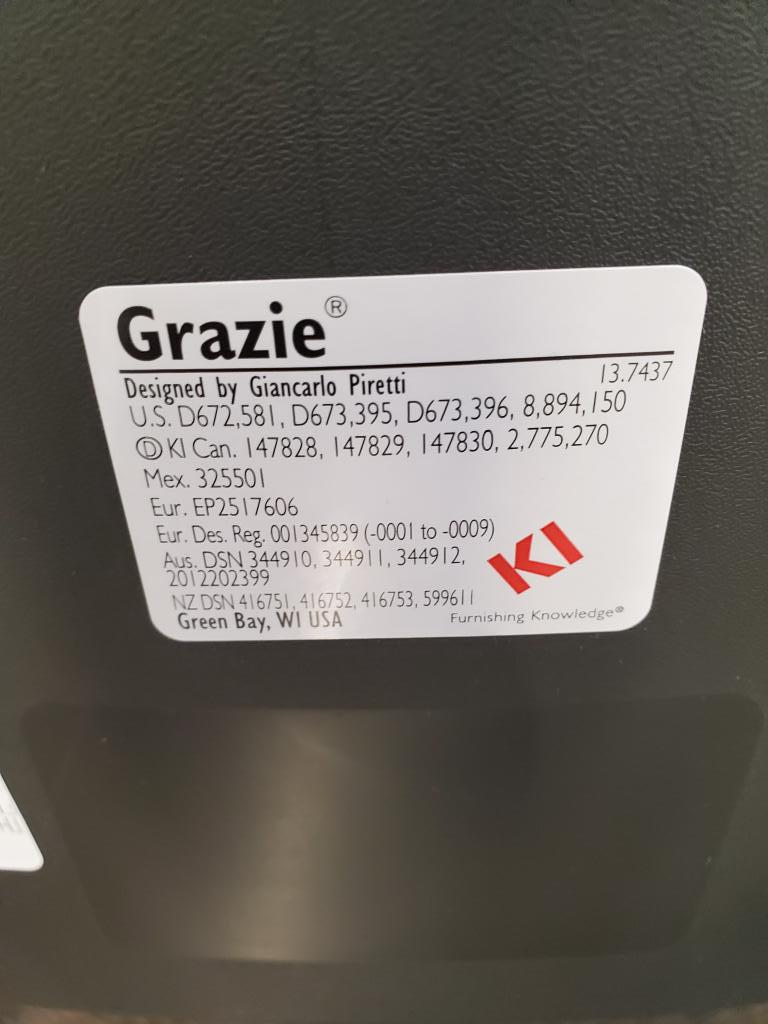 Grazie®
13.7437
Designed by Giancarlo Piretti
U.S. D672,581, D673,395, D673,396, 8,894,150
Ⓓ KI Can. 147828, 147829, 147830, 2,775,270
Mex. 325501
Eur. EP2517606
Eur. Des. Reg. 001345839 (-0001 to -0009)
Aus. DSN 344910, 344911, 344912,
2012202399
NZ DSN 416751, 416752, 416753, 599611
Green Bay, WI USA
KI
Furnishing Knowledge®